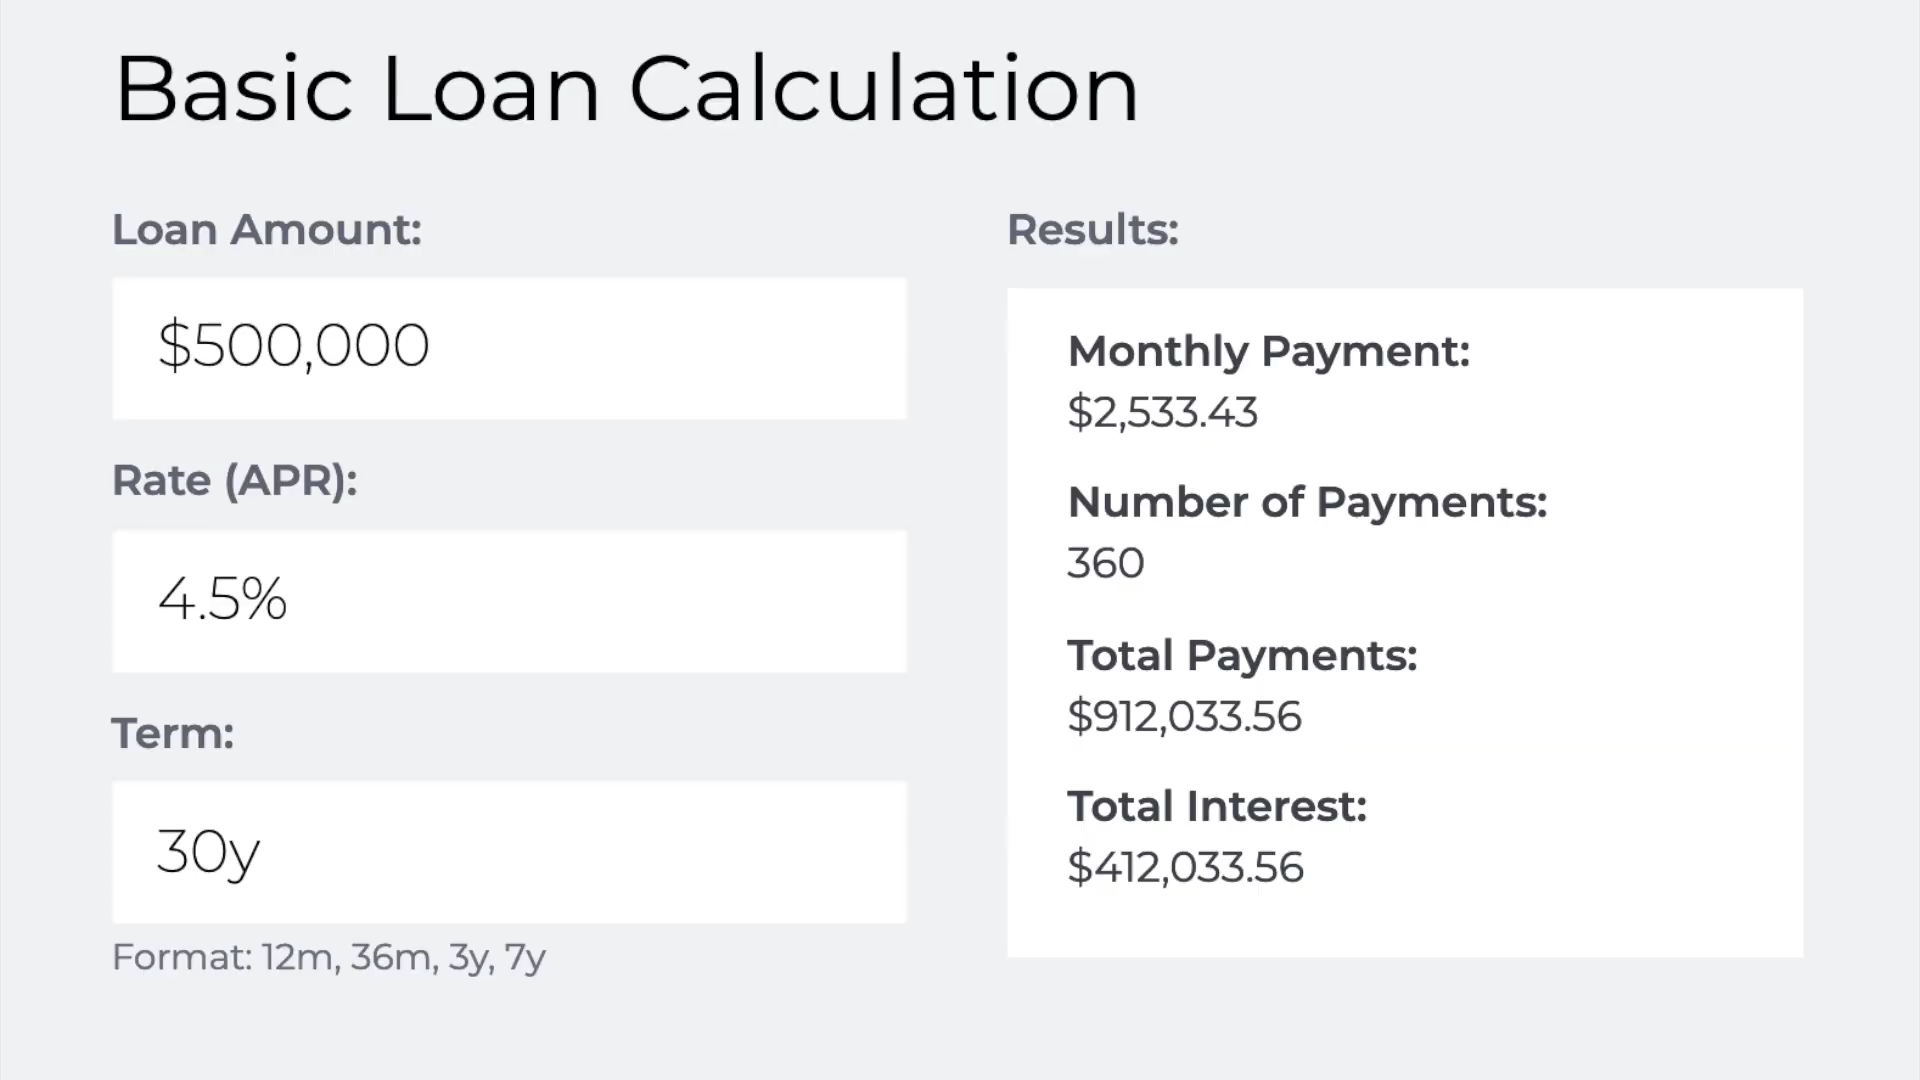 Basic Loan Calculation
Loan Amount:
$500,000
Rate (APR):
4.5%
Term:
30y
Format: 12m, 36m, 3y, 7y
Results:
Monthly Payment:
$2,533.43
Number of Payments:
360
Total Payments:
$912,033.56
Total Interest:
$412,033.56